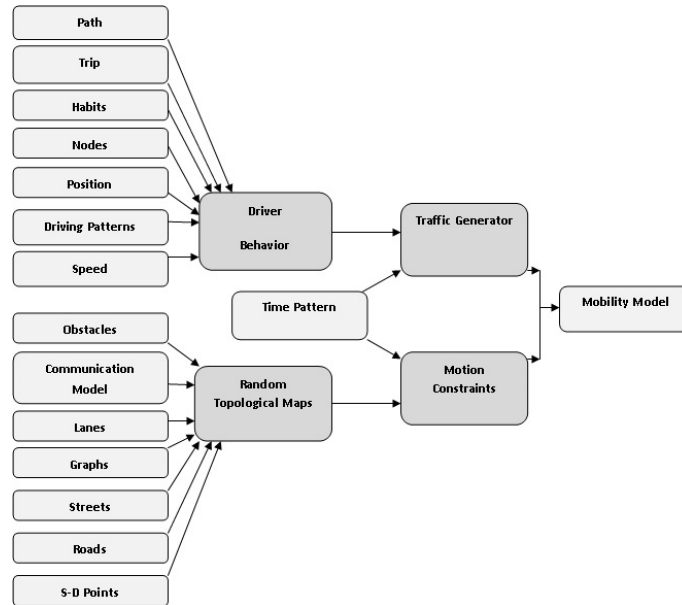 Path
Trip
Habits
Nodes
Position
Driving Patterns
Speed
Driver
Behavior
Traffic Generator
Time Pattern
Mobility Model
Obstacles
Communication
Model
Lanes
Graphs
Streets
Roads
S-D Points
Random
Topological Maps
Motion
Constraints